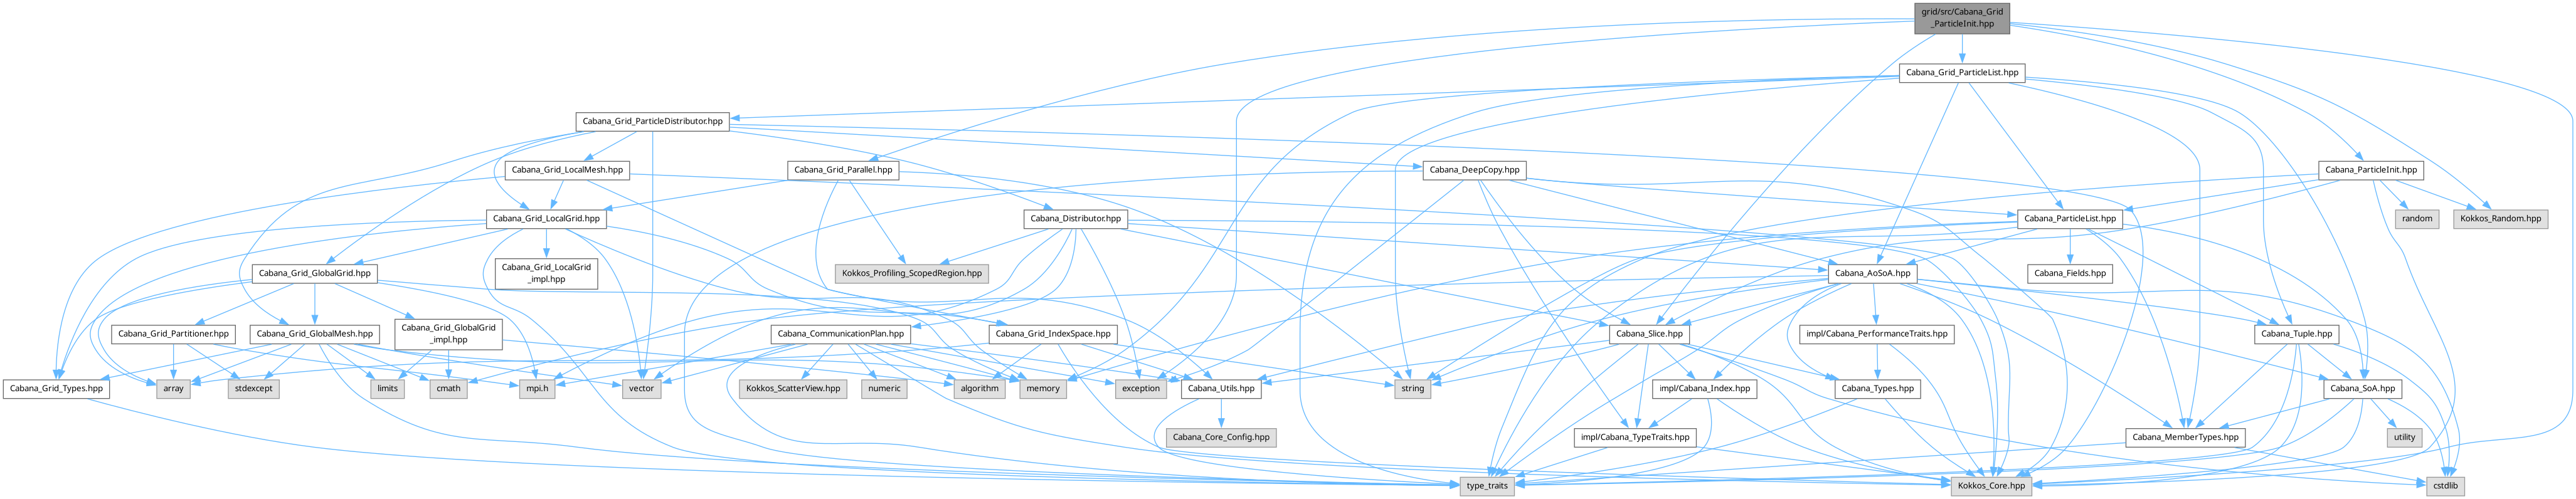 grid/src/Cabana_Grid
_ParticleInit.hpp
Cabana_Grid_ParticleList.hpp
Cabana_Grid_ParticleDistributor.hpp
Cabana_Grid_LocalMesh.hpp
Cabana_Grid_Parallel.hpp
Cabana_DeepCopy.hpp
Cabana_ParticleInit.hpp
Cabana_Grid_LocalGrid.hpp
Cabana_Distributor.hpp
Cabana_ParticleList.hpp
random
Kokkos_Random.hpp
Cabana_Grid_GlobalGrid.hpp
Cabana_Grid_LocalGrid
_impl.hpp
Kokkos_Profiling_ScopedRegion.hpp
Cabana_AoSoA.hpp
Cabana_Fields.hpp
Cabana_Grid_Partitioner.hpp
Cabana_Grid_GlobalMesh.hpp
Cabana_Grid_GlobalGrid
_impl.hpp
Cabana_CommunicationPlan.hpp
Cabana_Grid_IndexSpace.hpp
Cabana_Slice.hpp
impl/Cabana_PerformanceTraits.hpp
Cabana_Tuple.hpp
Cabana_Grid_Types.hpp
array
stdexcept
limits
cmath
mpi.h
vector
Kokkos_ScatterView.hpp
numeric
algorithm
memory
exception
Cabana_Utils.hpp
string
impl/Cabana_Index.hpp
Cabana_Types.hpp
Cabana_SoA.hpp
Cabana_Core_Config.hpp
impl/Cabana_TypeTraits.hpp
Cabana_MemberTypes.hpp
utility
type_traits
Kokkos_Core.hpp
cstdlib